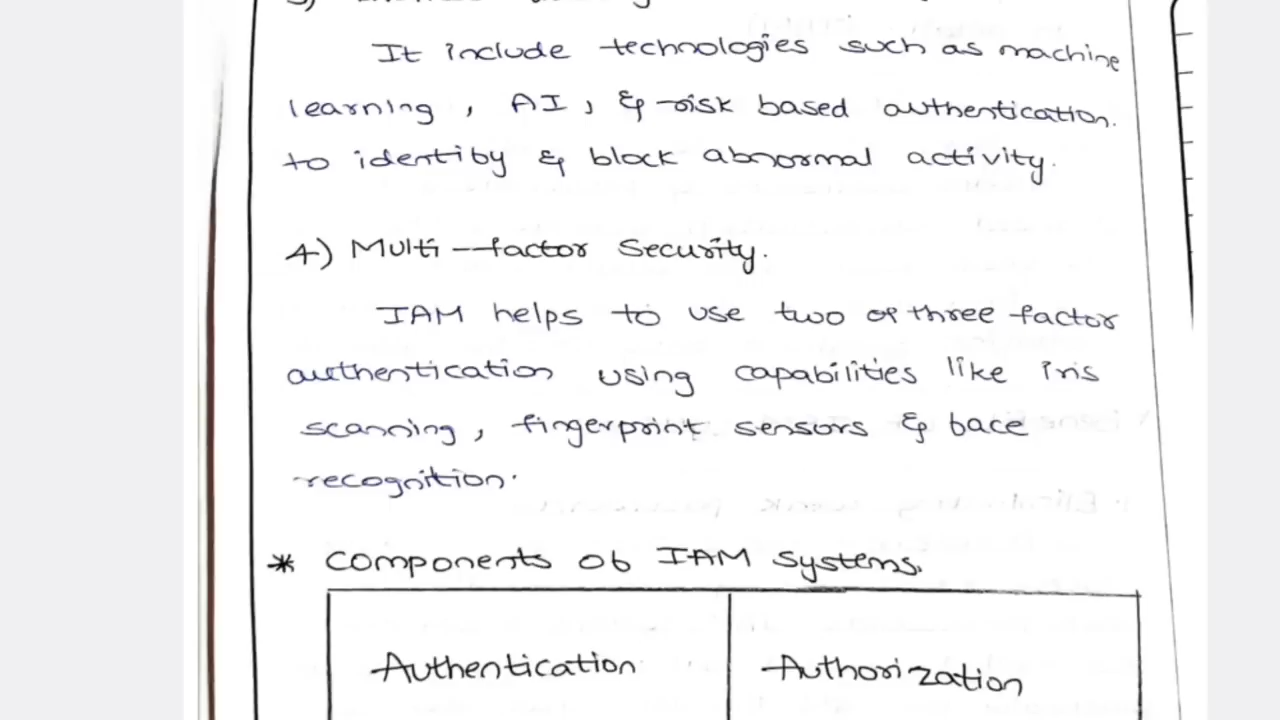 It include technologies such as machine
learning, AI, & risk based authentication.
to identiby & block abnormal activity.
4) Multi-factor Security.
IAM helps to use two or three factor
authentication using capabilities like iris
scanning, fingerprint sensors & bace
recognition.
* Components ob IAM Systems.
Authentication Authorization